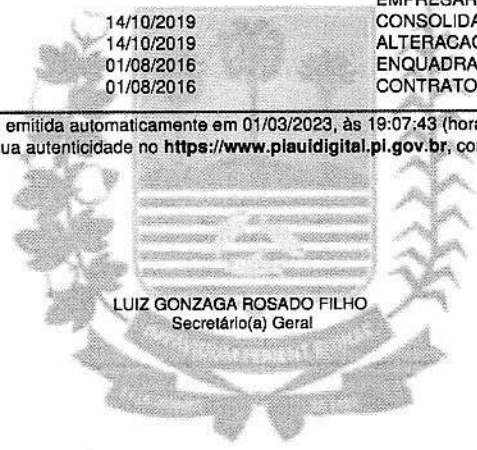 EMPRESAR
14/10/2019 CONSOLIDA
14/10/2019 ALTERACAO
01/08/2016 ENQUADRA
01/08/2016 CONTRATO
emitida automaticamente em 01/03/2023, às 19:07:43 (hora
ua autenticidade no https://www.piauidigital.pi.gov.br, co
LUIZ GONZAGA ROSADO FILHO
Secretário(a) Geral